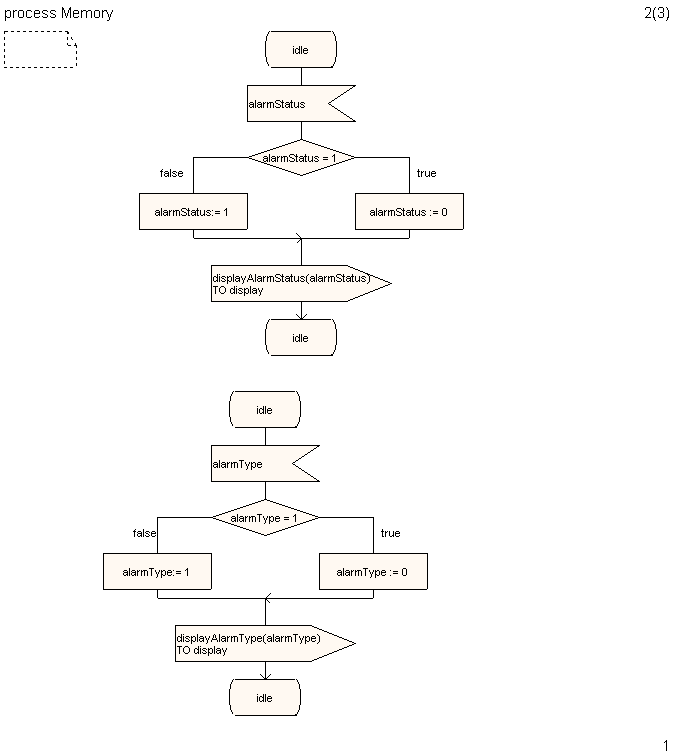 process Memory
2(3)
idle
alarmStatus
alarmStatus = 1
false
true
alarmStatus:= 1
alarmStatus := 0
displayAlarmStatus(alarmStatus)
TO display
idle
idle
alarmType
alarmType = 1
false
true
alarmType:= 1
alarmType := 0
displayAlarmType(alarmType)
TO display
idle
1